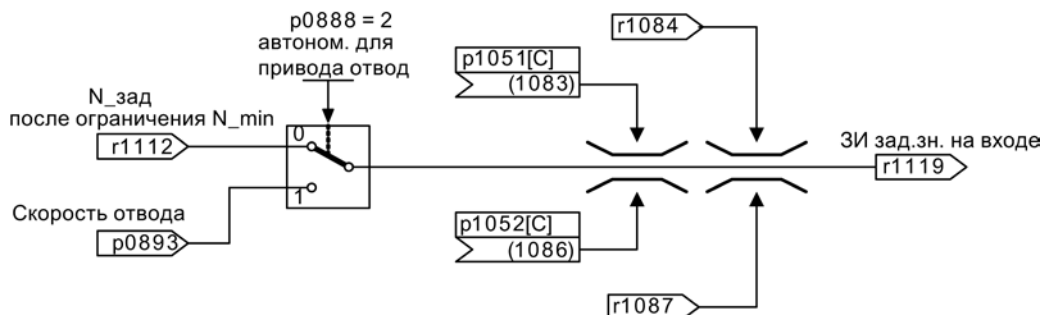 p0888 = 2
автоном. для
привода отвод
r1084
p1051[C]
(1083)
N_зад
после ограничения N_min
r1112
0
1
ЗИ зад.зн. на входе
r1119
Скорость отвода
p0893
p1052[C]
(1086)
r1087